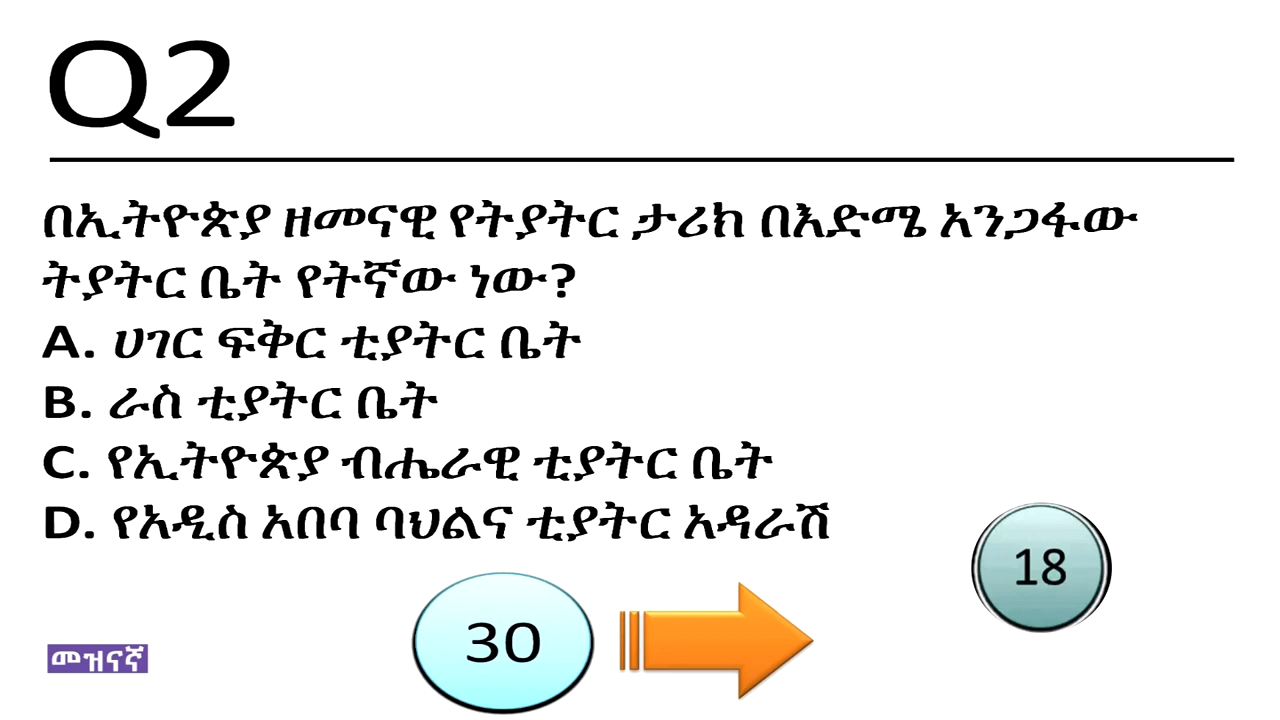 Q2
በኢትዮጵያ ዘመናዊ የትያትር ታሪክ በእድሜ አንጋፋው
ትያትር ቤት የትኛው ነው?
A. ሀገር ፍቅር ቲያትር ቤት
B. ራስ ቲያትር ቤት
C. የኢትዮጵያ ብሔራዊ ቲያትር ቤት
D. የአዲስ አበባ ባህልና ቲያትር አዳራሽ
18
30
መዝናኛ